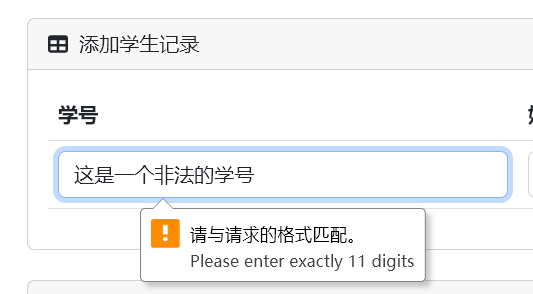 添加学生记录
学号
这是一个非法的学号
请与请求的格式匹配。
Please enter exactly 11 digits